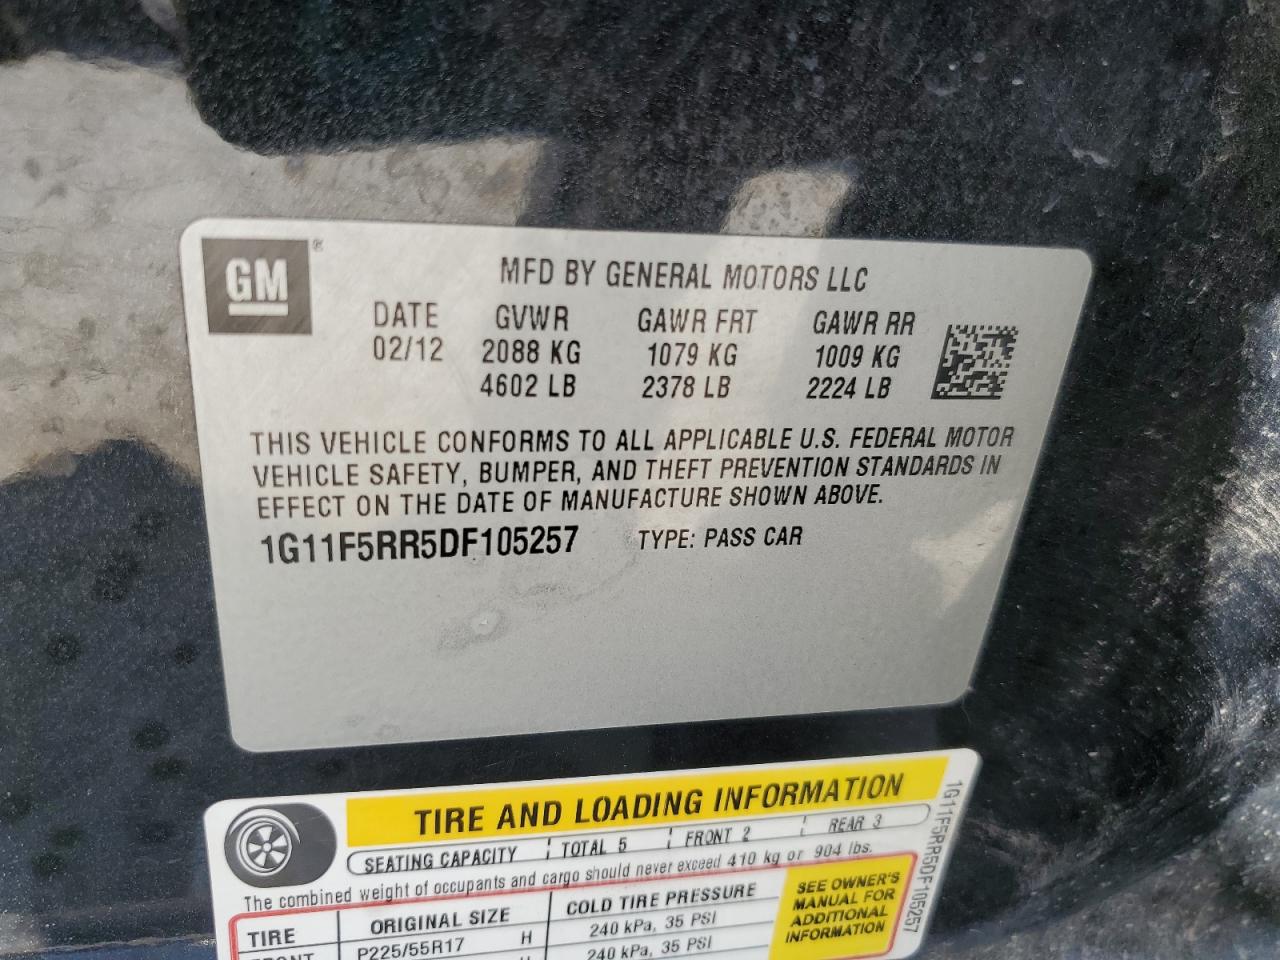 GM ®
MFD BY GENERAL MOTORS LLC
DATE GVWR GAWR FRT GAWR RR
02/12 2088 KG 1079 KG 1009 KG
4602 LB 2378 LB 2224 LB
THIS VEHICLE CONFORMS TO ALL APPLICABLE U.S. FEDERAL MOTOR
VEHICLE SAFETY, BUMPER, AND THEFT PREVENTION STANDARDS IN
EFFECT ON THE DATE OF MANUFACTURE SHOWN ABOVE.
1G11F5RR5DF105257 TYPE: PASS CAR
TIRE AND LOADING INFORMATION
SEATING CAPACITY TOTAL 5 FRONT 2 REAR 3
The combined weight of occupants and cargo should never exceed 410 kg or 904 lbs.
TIRE ORIGINAL SIZE COLD TIRE PRESSURE
FRONT P225/55R17 H 240 kPa, 35 PSI
H 240 kPa, 35 PSI
SEE OWNER'S
MANUAL FOR
ADDITIONAL
INFORMATION
1G11F5RR5DF105257